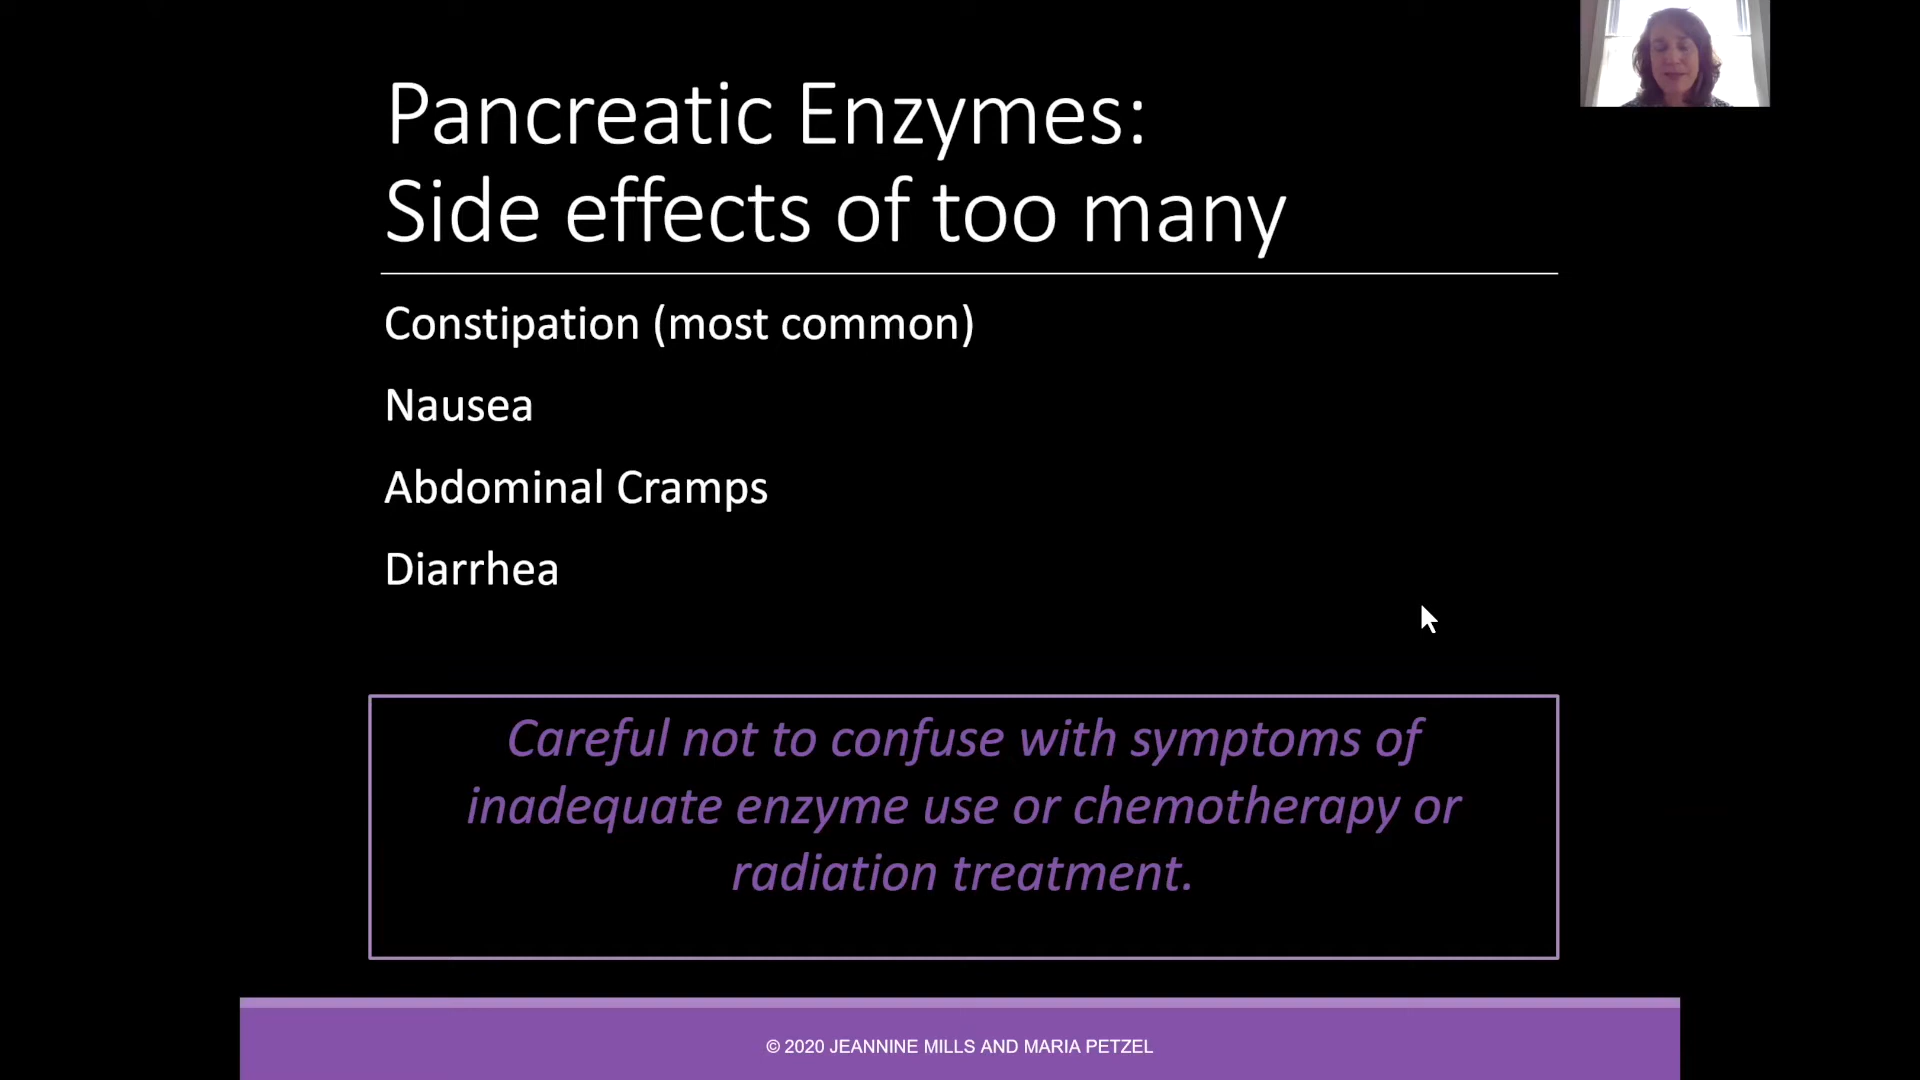 Pancreatic Enzymes:
Side effects of too many
Constipation (most common)
Nausea
Abdominal Cramps
Diarrhea
Careful not to confuse with symptoms of
inadequate enzyme use or chemotherapy or
radiation treatment.
© 2020 JEANNINE MILLS AND MARIA PETZEL